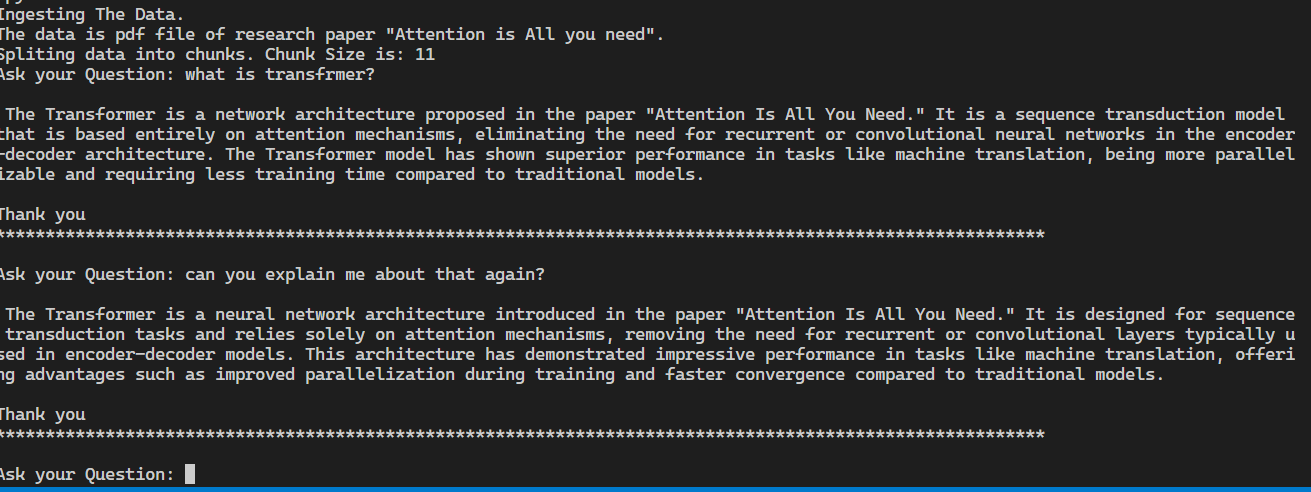 Ingesting The Data.
The data is pdf file of research paper "Attention is All you need".
Spliting data into chunks. Chunk Size is: 11
Ask your Question: what is transfrmer?
The Transformer is a network architecture proposed in the paper "Attention Is All You Need." It is a sequence transduction model
that is based entirely on attention mechanisms, eliminating the need for recurrent or convolutional neural networks in the encoder
-decoder architecture. The Transformer model has shown superior performance in tasks like machine translation, being more parallel
izable and requiring less training time compared to traditional models.
Thank you
*********************************************************************************************************
Ask your Question: can you explain me about that again?
The Transformer is a neural network architecture introduced in the paper "Attention Is All You Need." It is designed for sequence
transduction tasks and relies solely on attention mechanisms, removing the need for recurrent or convolutional layers typically u
sed in encoder-decoder models. This architecture has demonstrated impressive performance in tasks like machine translation, offeri
ng advantages such as improved parallelization during training and faster convergence compared to traditional models.
Thank you
*********************************************************************************************************
Ask your Question: